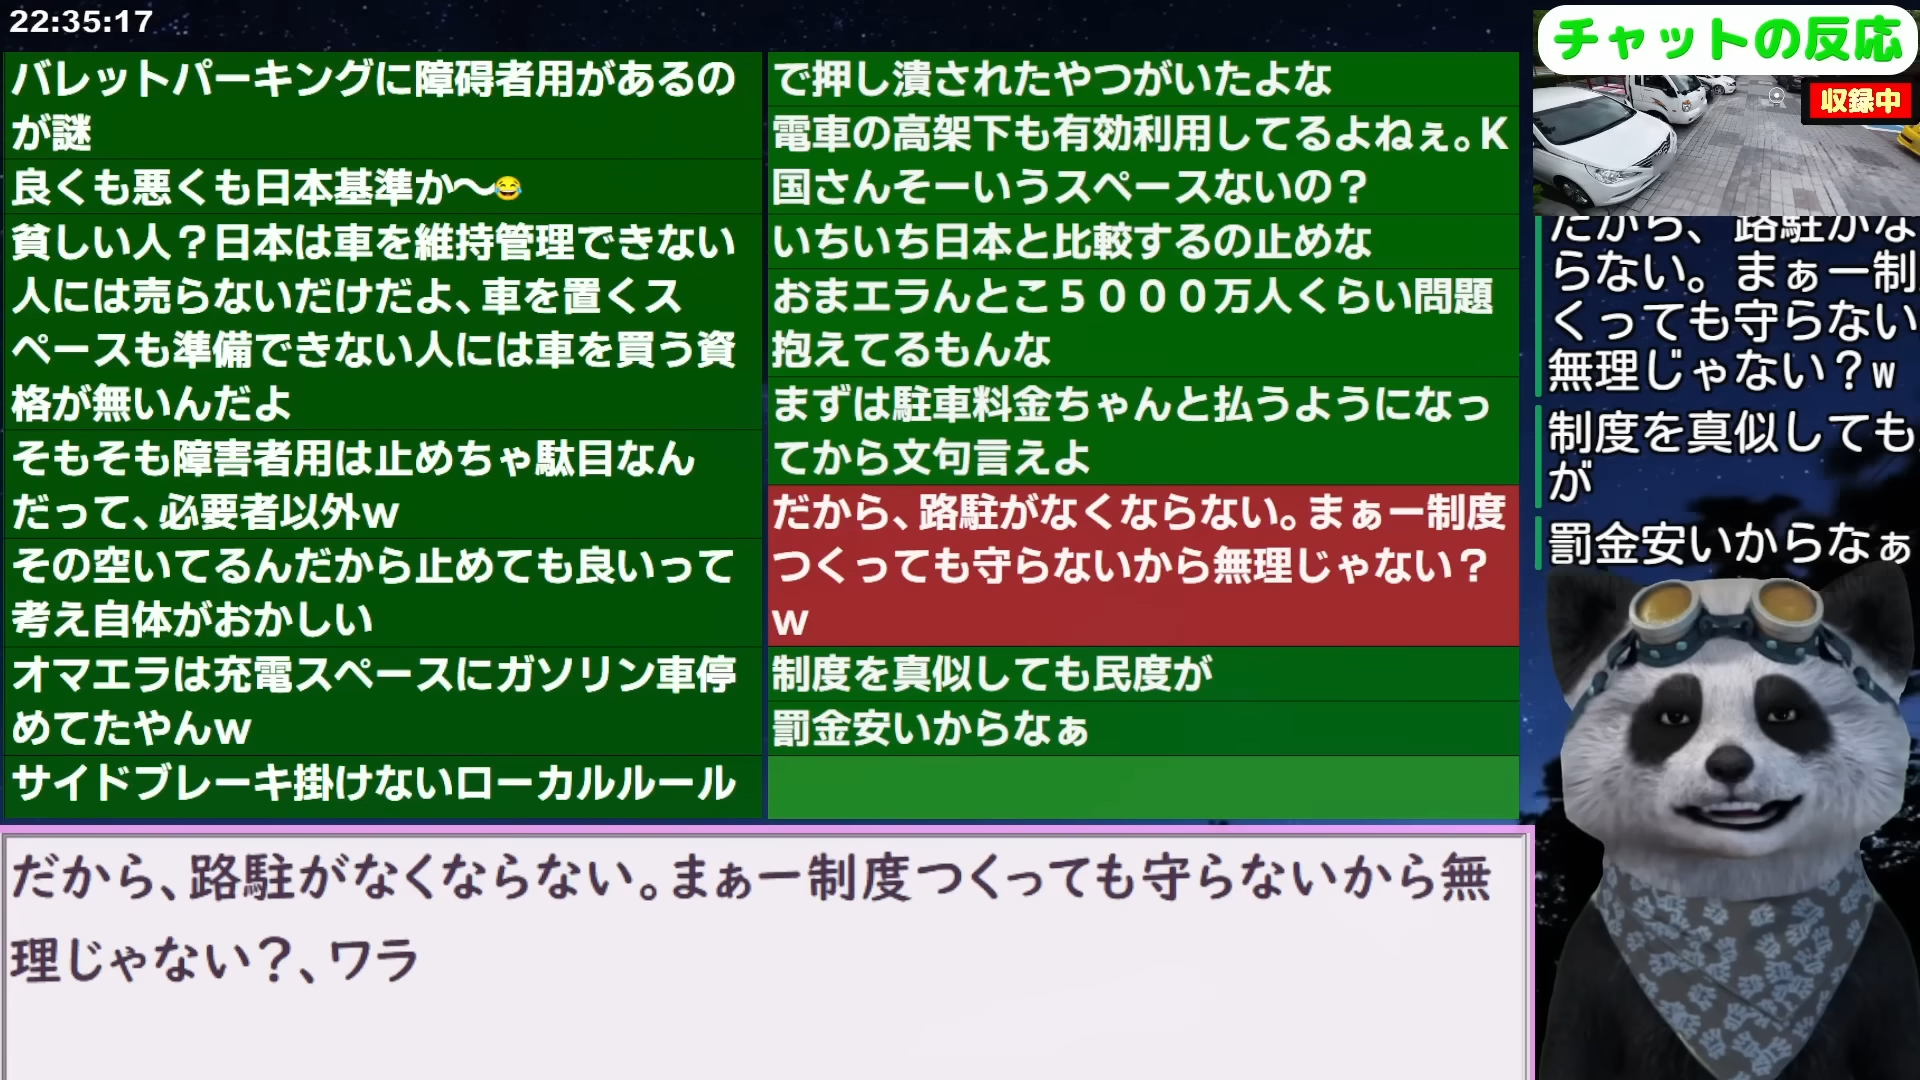 22:35:17
バレットパーキングに障碍者用があるの
が謎
良くも悪くも日本基準か〜😂
貧しい人？日本は車を維持管理できない
人には売らないだけだよ、車を置くス
ペースも準備できない人には車を買う資
格が無いんだよ
そもそも障害者用は止めちゃ駄目なん
だって、必要者以外w
その空いてるんだから止めても良いって
考え自体がおかしい
オマエラは充電スペースにガソリン車停
めてたやんw
サイドブレーキ掛けないローカルルール
で押し潰されたやつがいたよな
電車の高架下も有効利用してるよねぇ。K
国さんそーいうスペースないの？
いちいち日本と比較するの止めな
おまエラんとこ５０００万人くらい問題
抱えてるもんな
まずは駐車料金ちゃんと払うようになっ
てから文句言えよ
だから、路駐がなくならない。まぁー制度
つくっても守らないから無理じゃない？
w
制度を真似しても民度が
罰金安いからなぁ
だから、路駐がなくならない。まぁー制度つくっても守らないから無
理じゃない？、ワラ
チャットの反応
収録中
だから、路駐がな
らない。まぁー制
くっても守らない
無理じゃない？w
制度を真似しても
が
罰金安いからなぁ